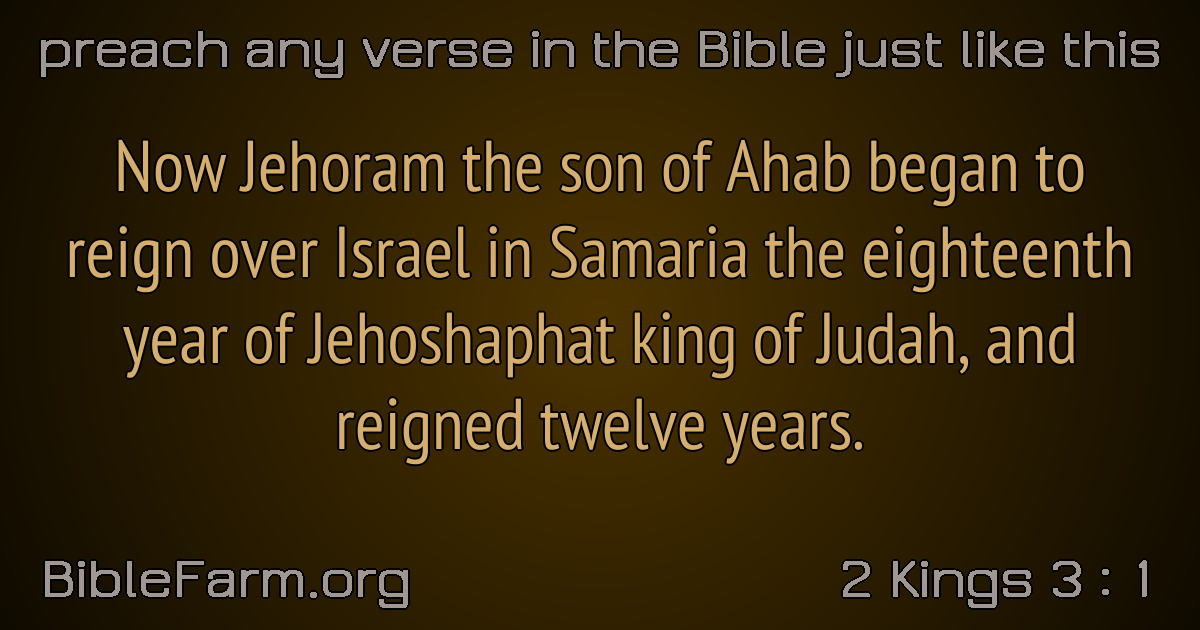 preach any verse in the Bible just like this
Now Jehoram the son of Ahab began to
reign over Israel in Samaria the eighteenth
year of Jehoshaphat king of Judah, and
reigned twelve years.
BibleFarm.org
2 Kings 3 : 1